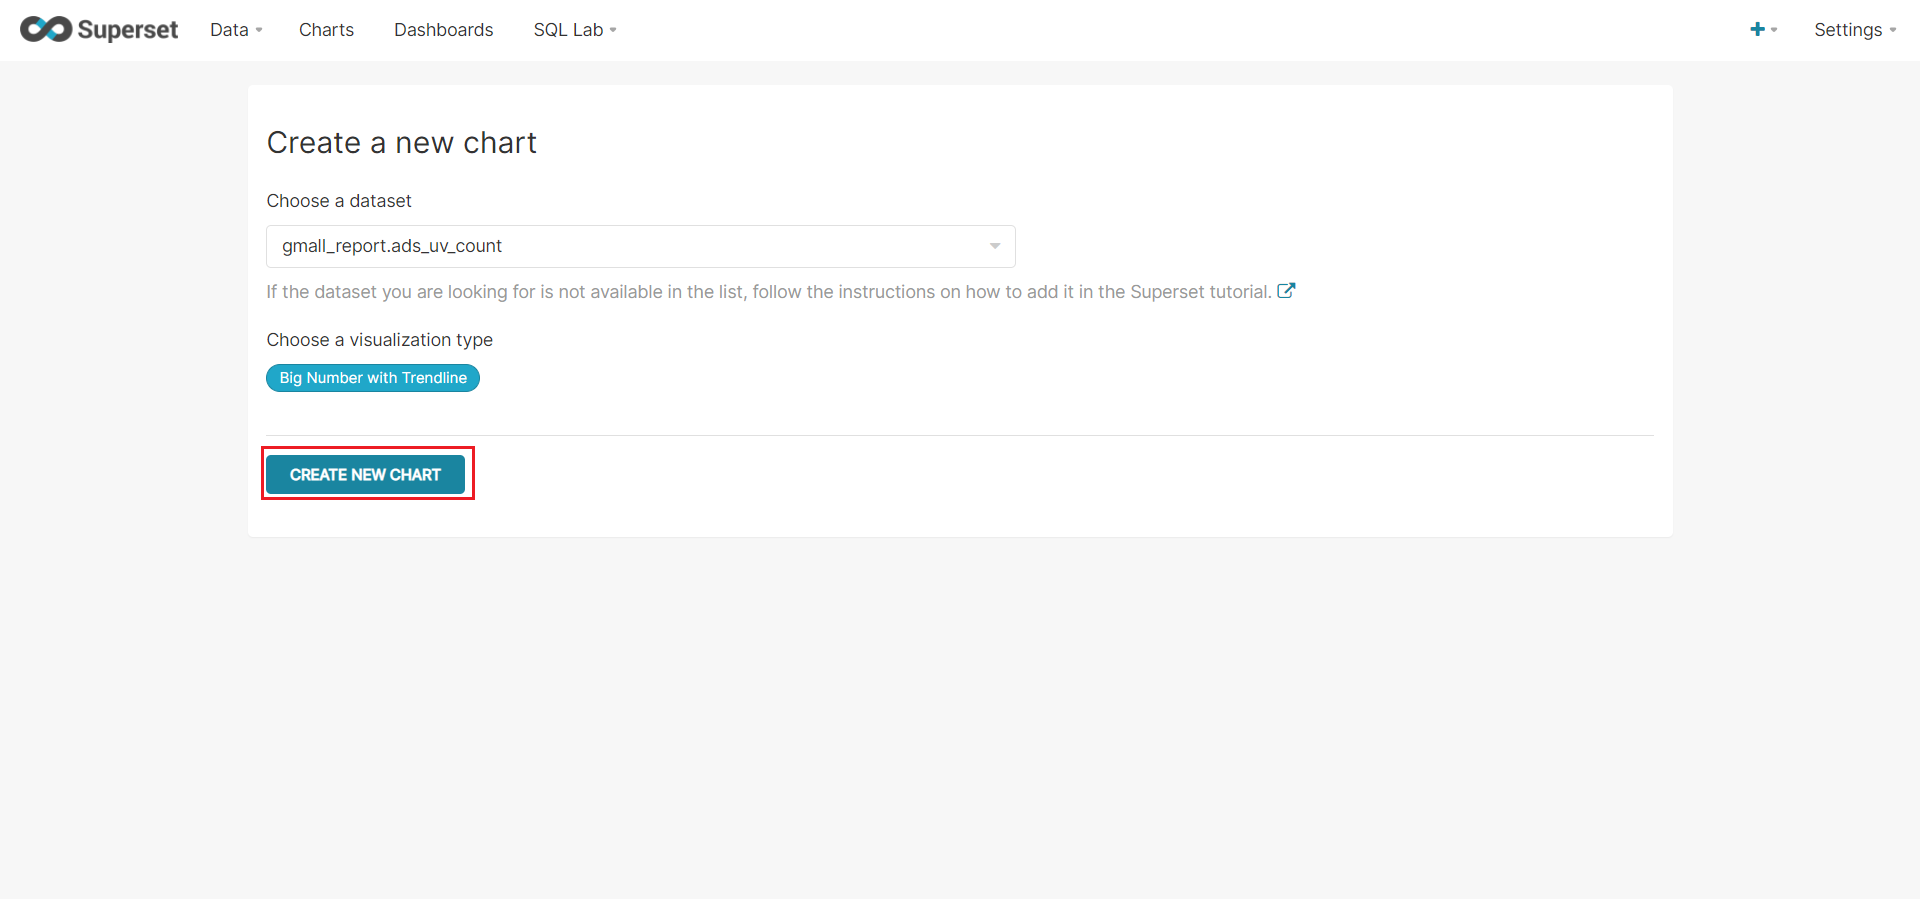 Superset Data Charts Dashboards SQL Lab + Settings
Create a new chart
Choose a dataset
gmall_report.ads_uv_count
If the dataset you are looking for is not available in the list, follow the instructions on how to add it in the Superset tutorial.
Choose a visualization type
Big Number with Trendline
CREATE NEW CHART